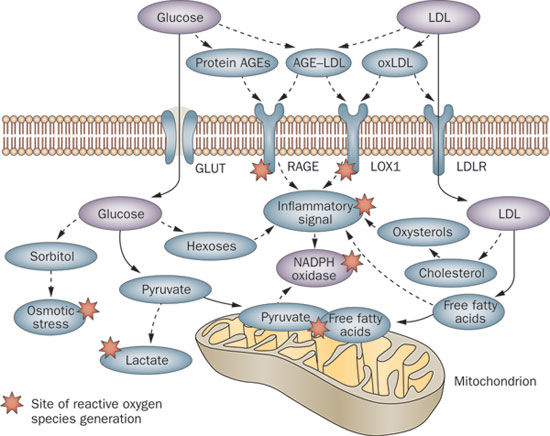 Glucose
LDL
Protein AGEs
AGE–LDL
oxLDL
GLUT
RAGE
LOX1
LDLR
Glucose
Inflammatory
signal
LDL
Hexoses
Oxysterols
Sorbitol
NADPH
oxidase
Cholesterol
Pyruvate
Osmotic
stress
Pyruvate
Free fatty
acids
Free fatty
acids
Lactate
Mitochondrion
Site of reactive oxygen
species generation